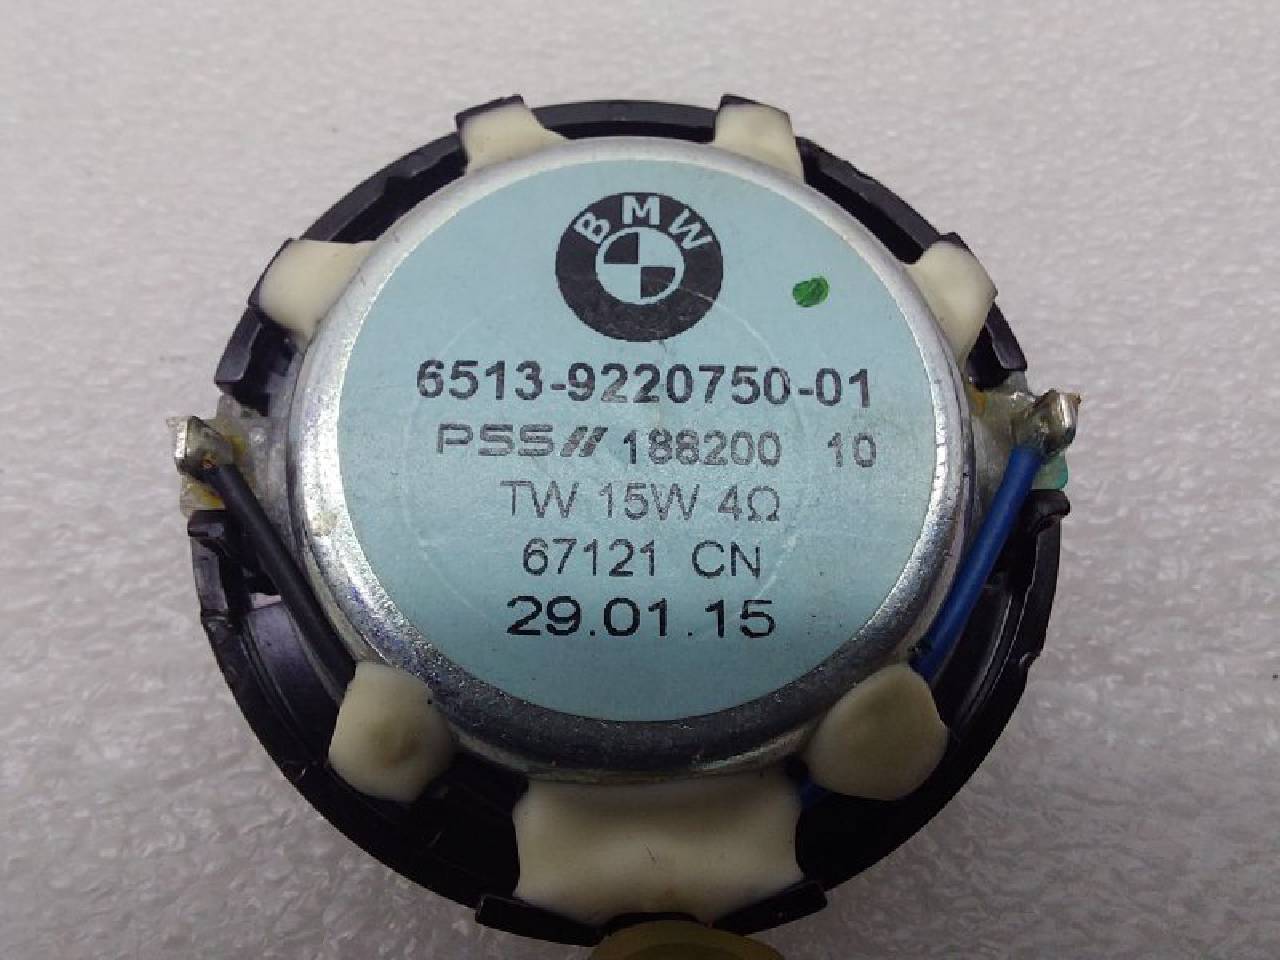 BMW
6513-9220750-01
PSS// 188200 10
TW 15W 4Ω
67121 CN
29.01.15